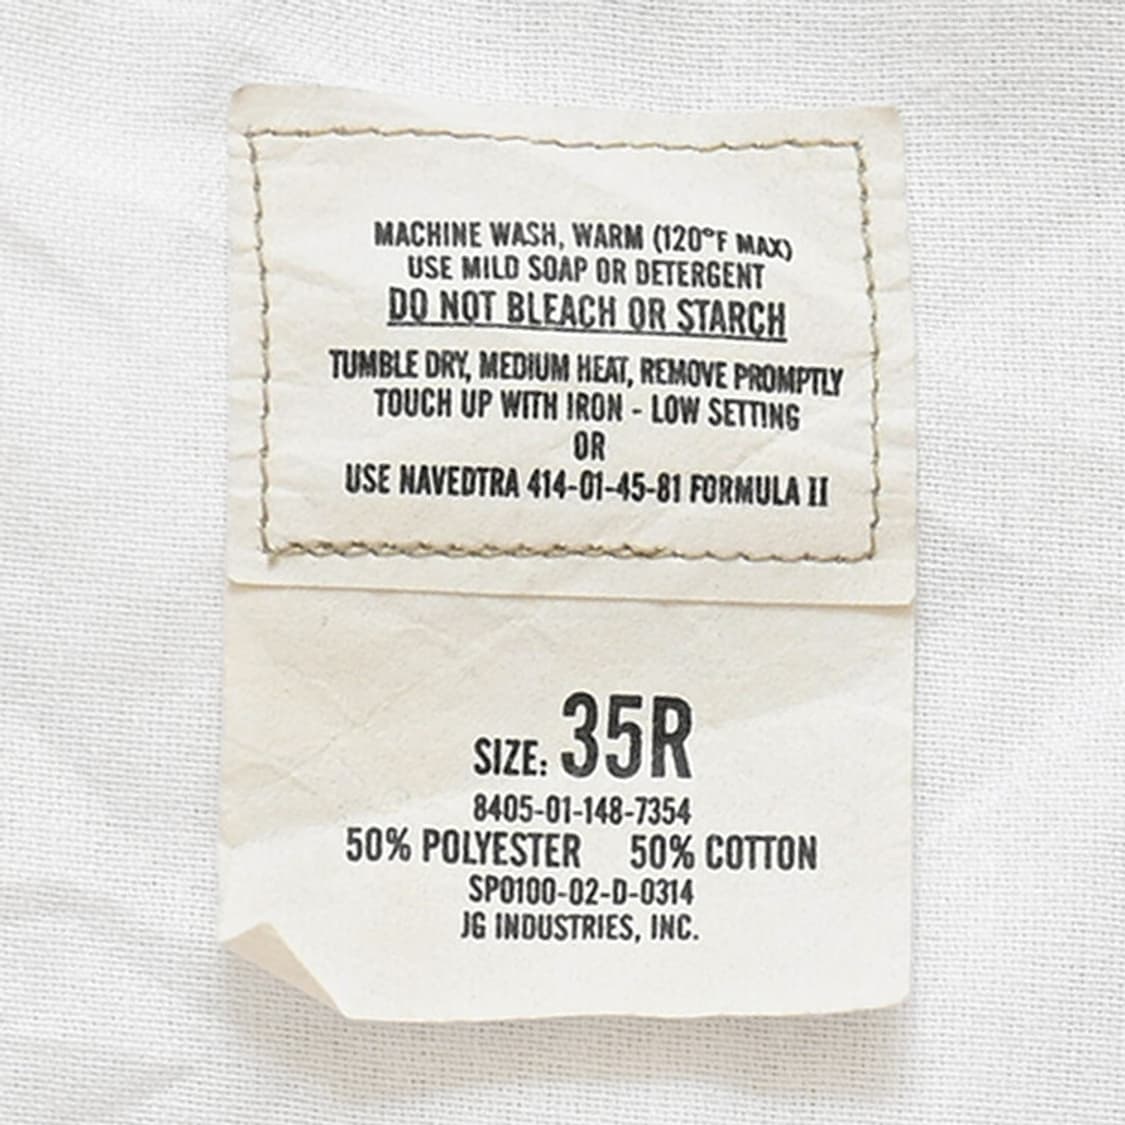 MACHINE WASH, WARM (120°F MAX)
USE MILD SOAP OR DETERGENT
DO NOT BLEACH OR STARCH
TUMBLE DRY, MEDIUM HEAT, REMOVE PROMPTLY
TOUCH UP WITH IRON - LOW SETTING
OR
USE NAVEDTRA 414-01-45-81 FORMULA II
SIZE: 35R
8405-01-148-7354
50% POLYESTER 50% COTTON
SP0100-02-D-0314
JG INDUSTRIES, INC.